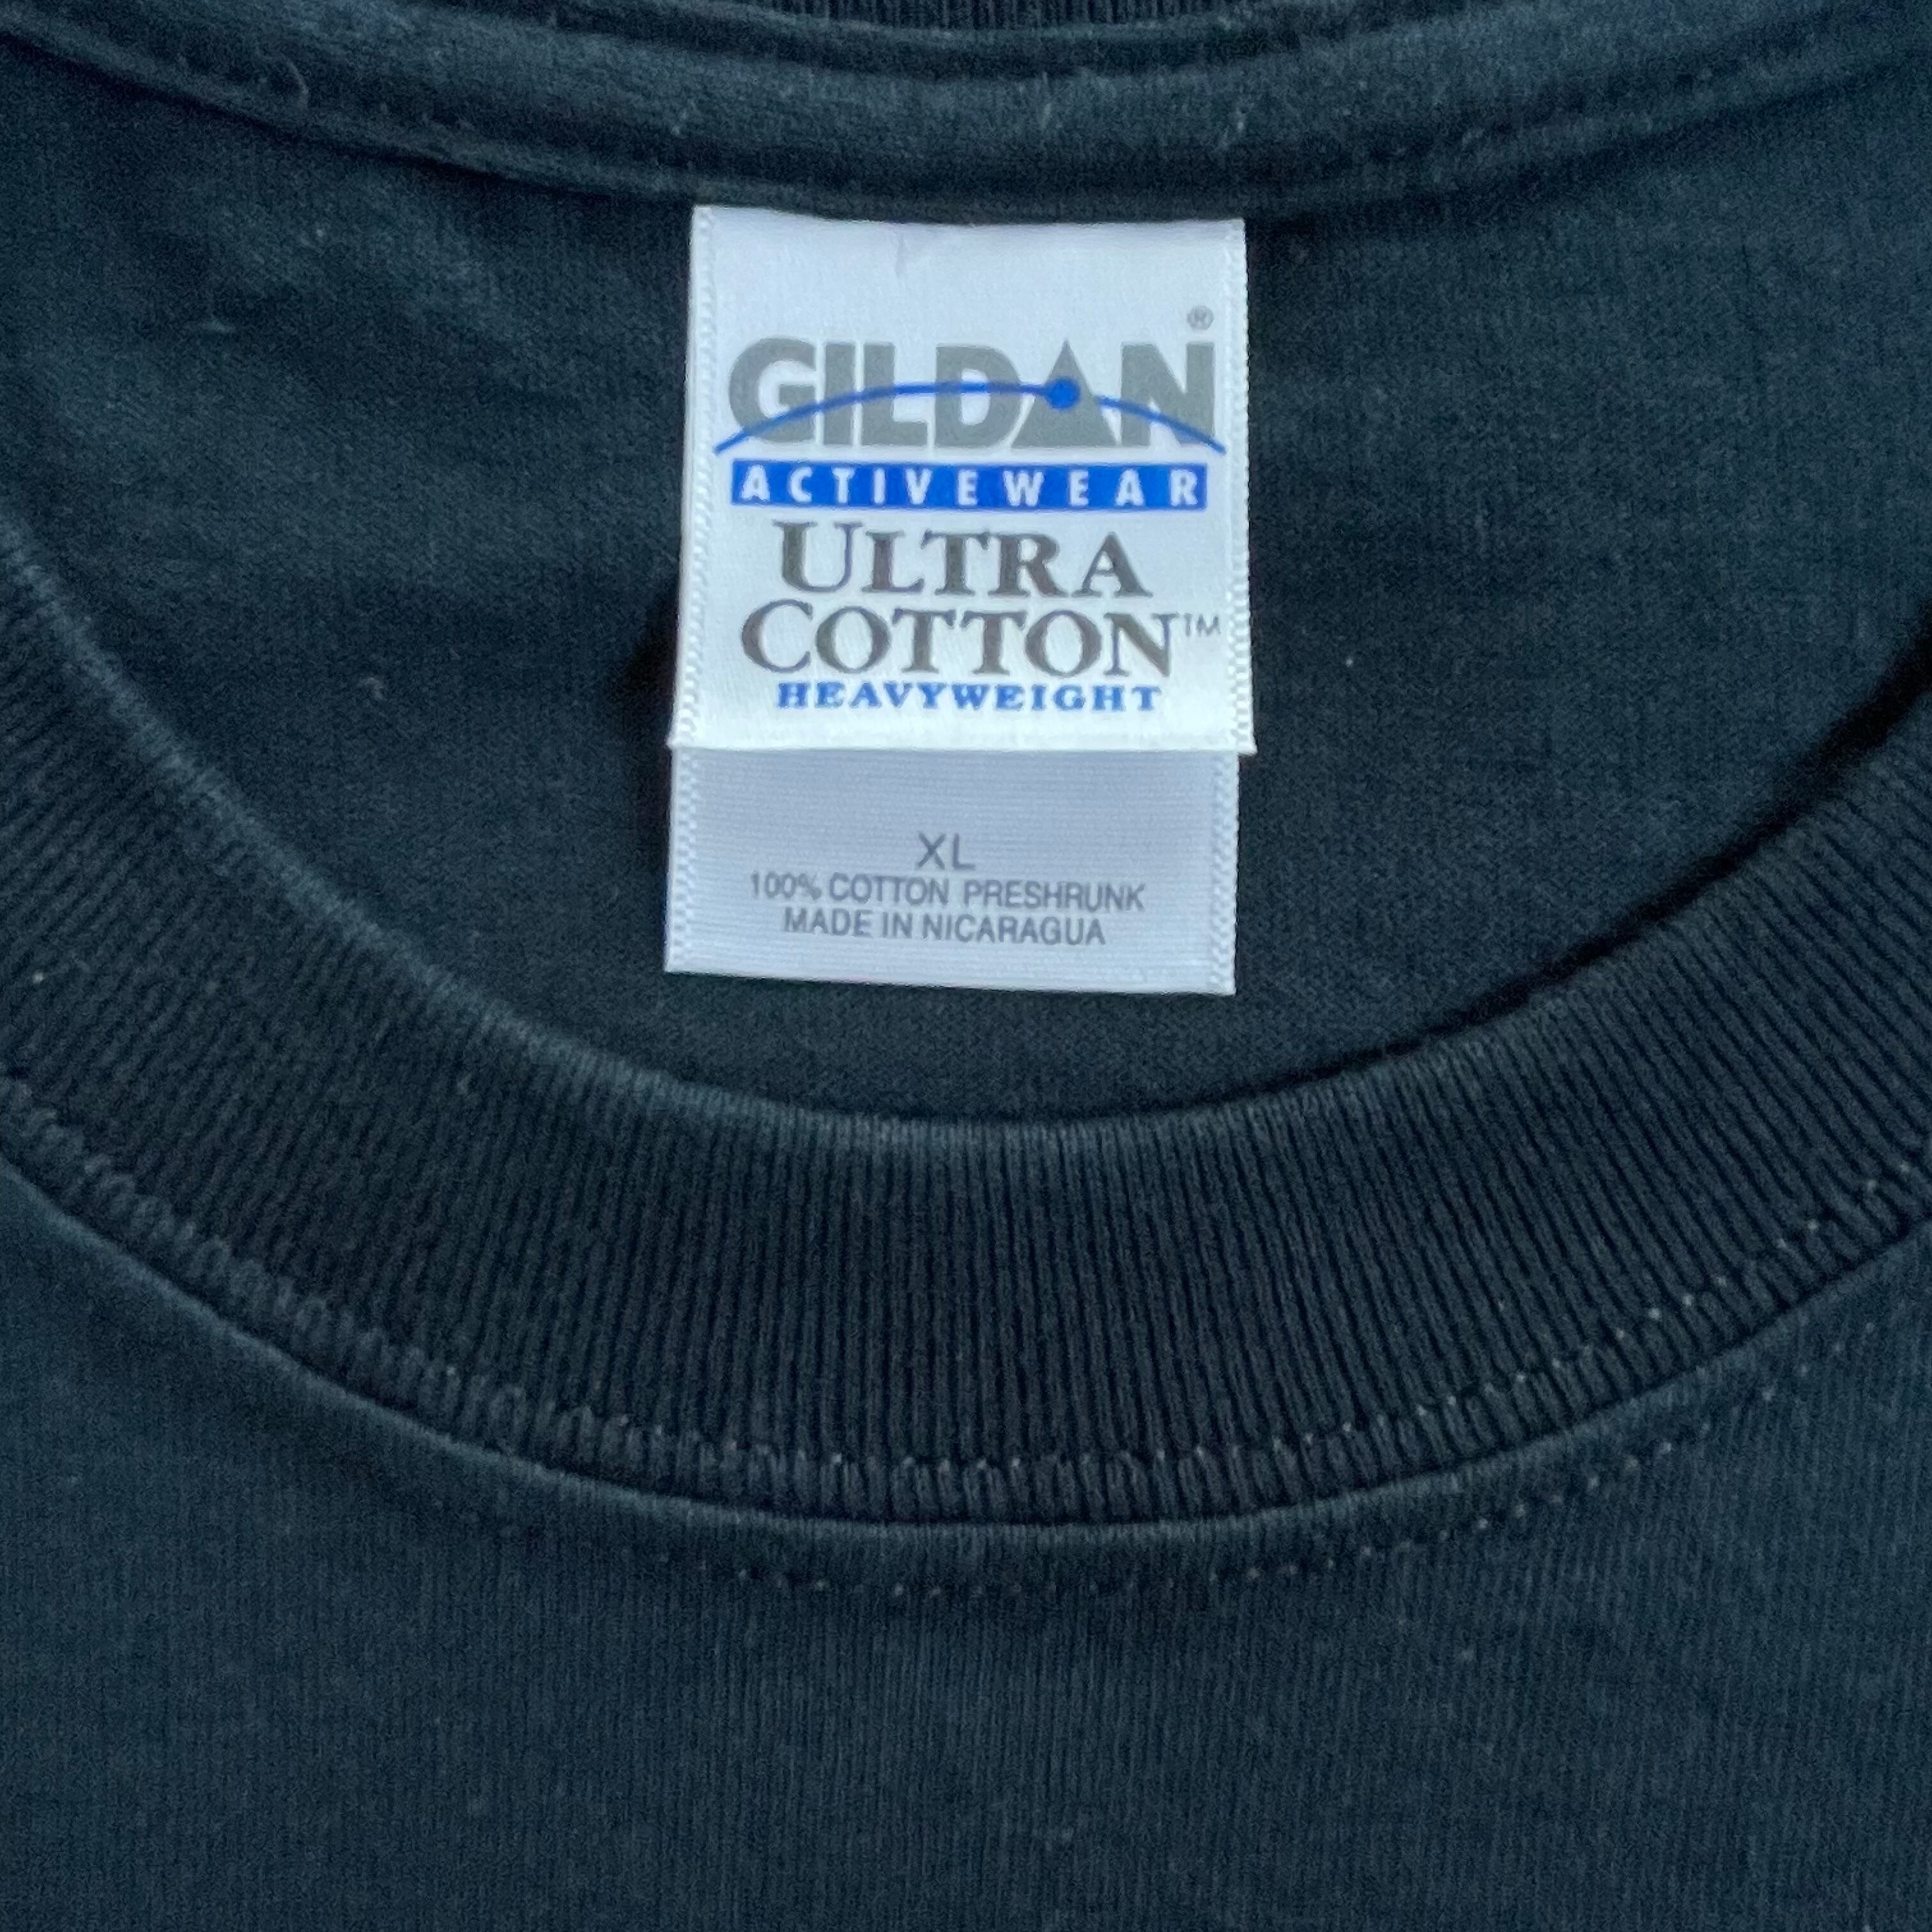 GILDAN®
ACTIVEWEAR
ULTRA
COTTON™
HEAVYWEIGHT
XL
100% COTTON PRESHRUNK
MADE IN NICARAGUA